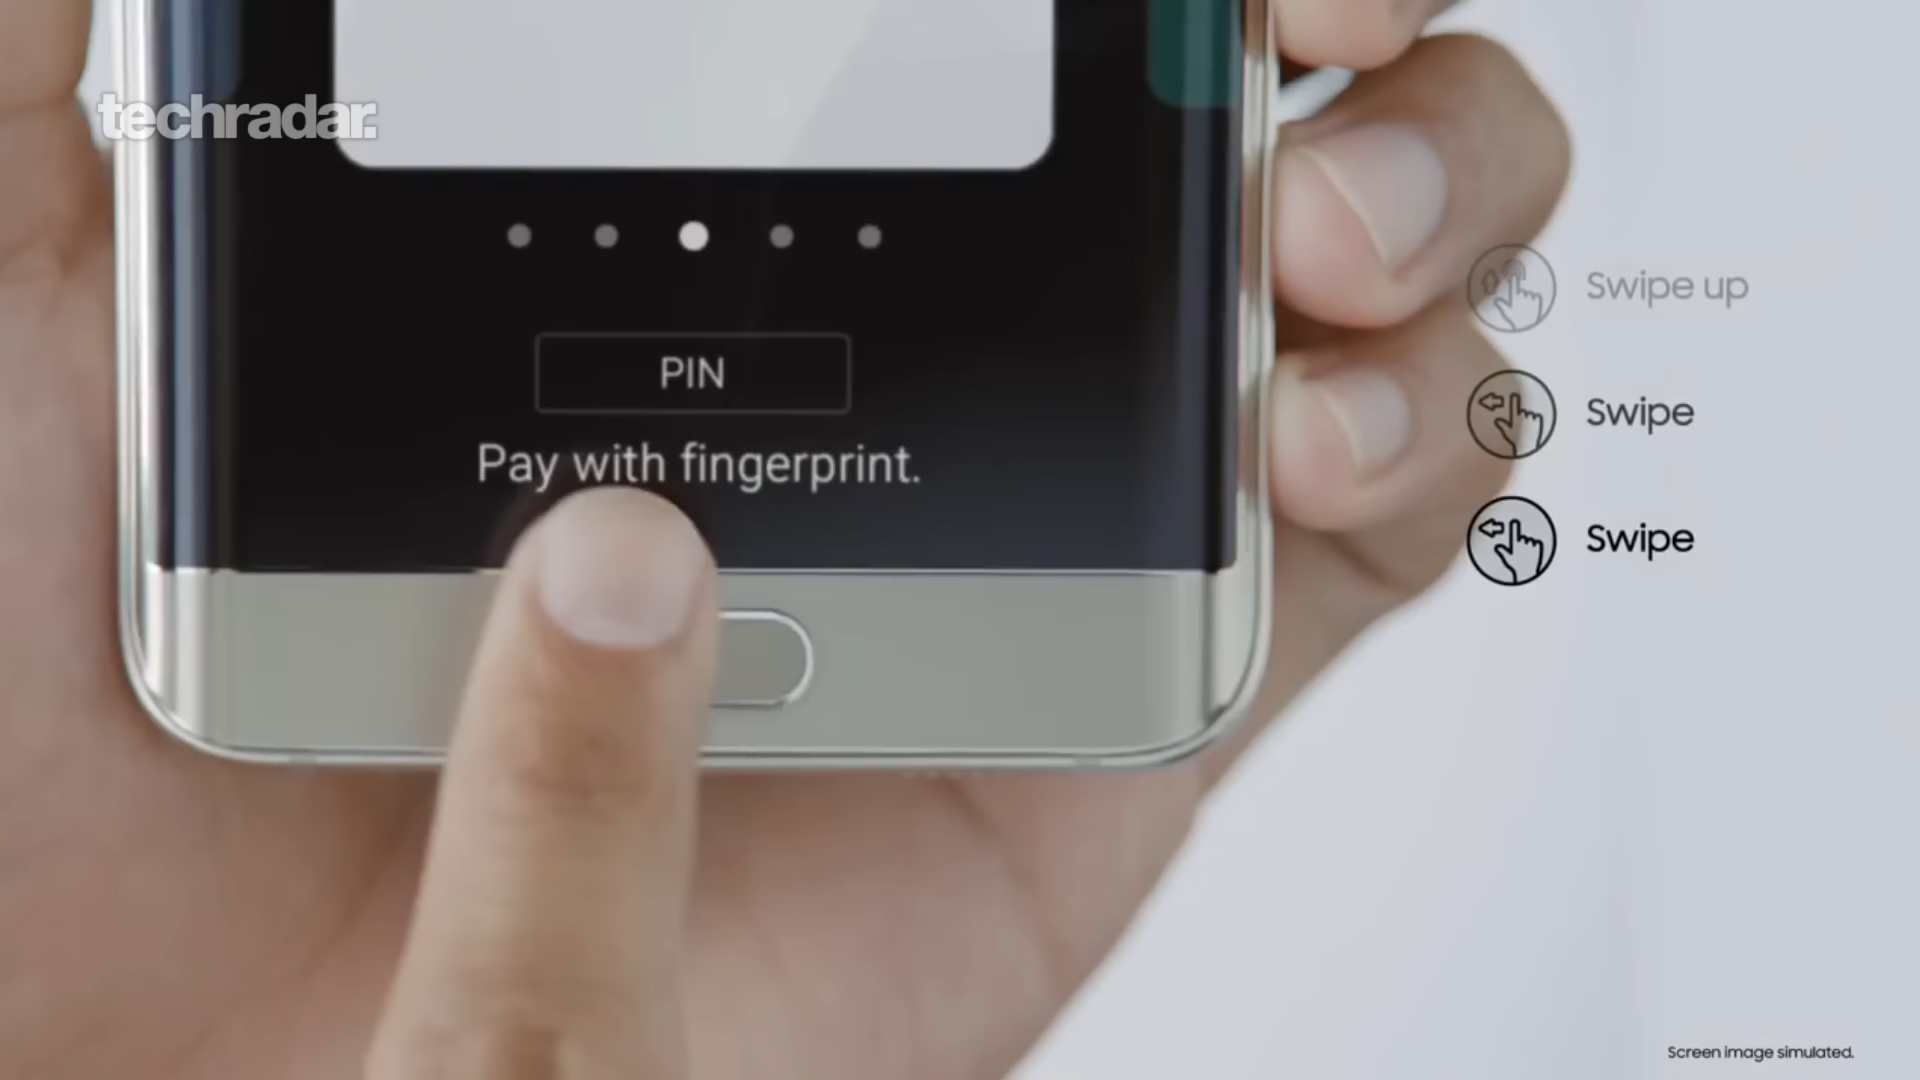 techradar.
PIN
Pay with fingerprint.
Swipe up
Swipe
Swipe
Screen image simulated.